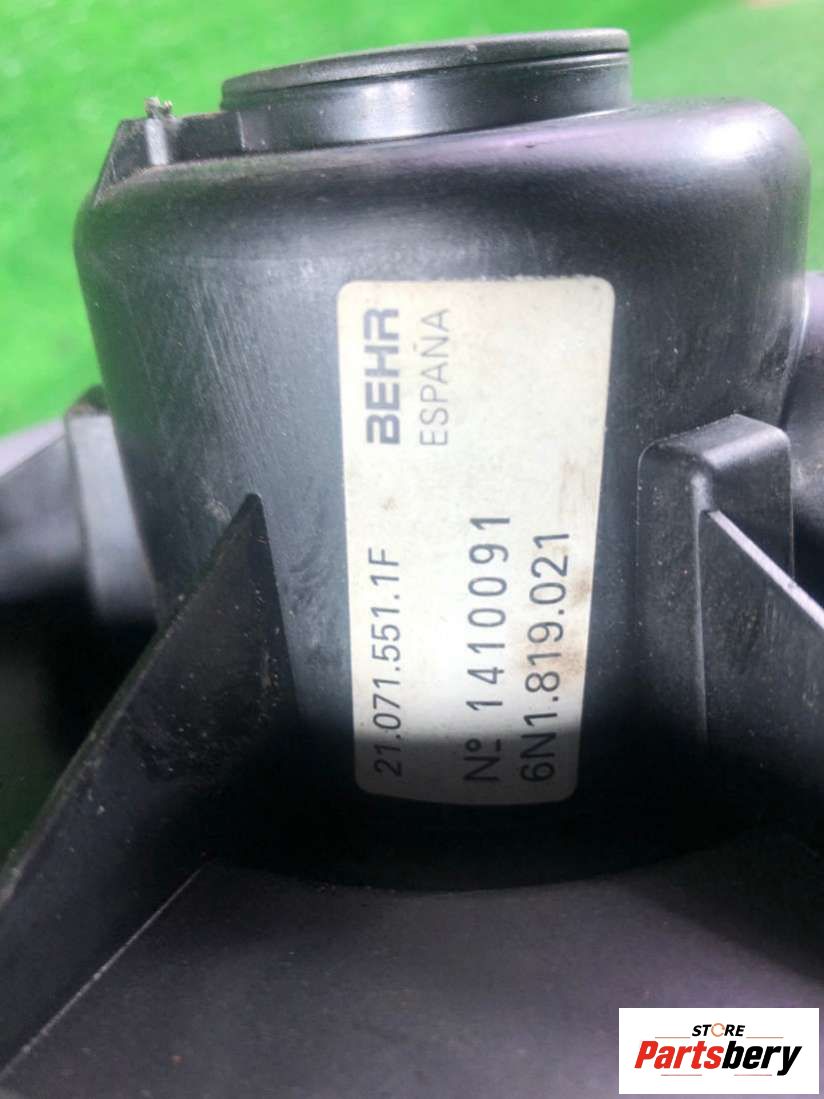 BEHR
ESPAÑA
21.071.551.1F
Nº 1410091
6N1.819.021
STORE
Partsbery